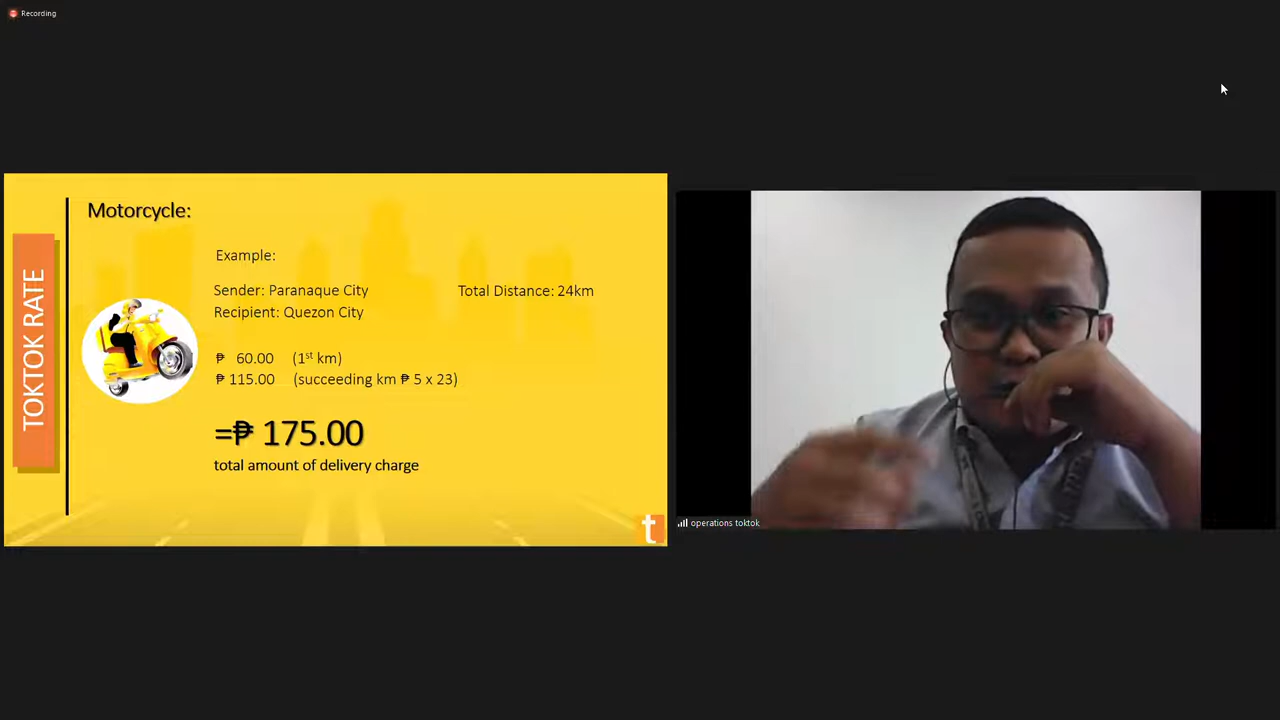 Recording
Motorcycle:
TOKTOK RATE
Example:
Sender: Paranaque City Total Distance: 24km
Recipient: Quezon City
₱ 60.00 (1st km)
₱ 115.00 (succeeding km ₱ 5 x 23)
=₱ 175.00
total amount of delivery charge
t
operations toktok